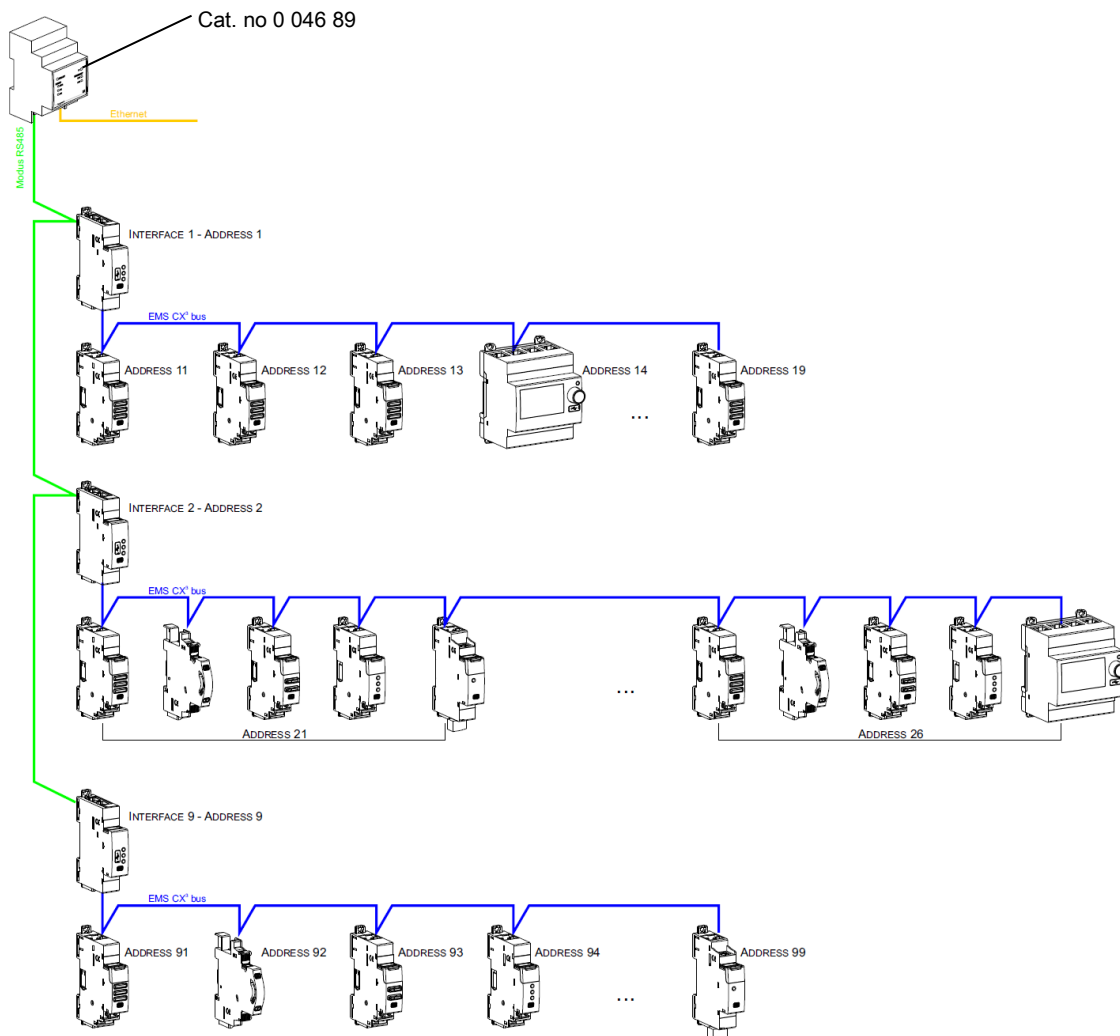 Cat. no 0 046 89
Ethernet
Modus RS485
INTERFACE 1 - ADDRESS 1
EMS CX³ bus
ADDRESS 11
ADDRESS 12
ADDRESS 13
ADDRESS 14
ADDRESS 19
...
INTERFACE 2 - ADDRESS 2
EMS CX³ bus
...
ADDRESS 21
ADDRESS 26
INTERFACE 9 - ADDRESS 9
EMS CX³ bus
ADDRESS 91
ADDRESS 92
ADDRESS 93
ADDRESS 94
ADDRESS 99
...